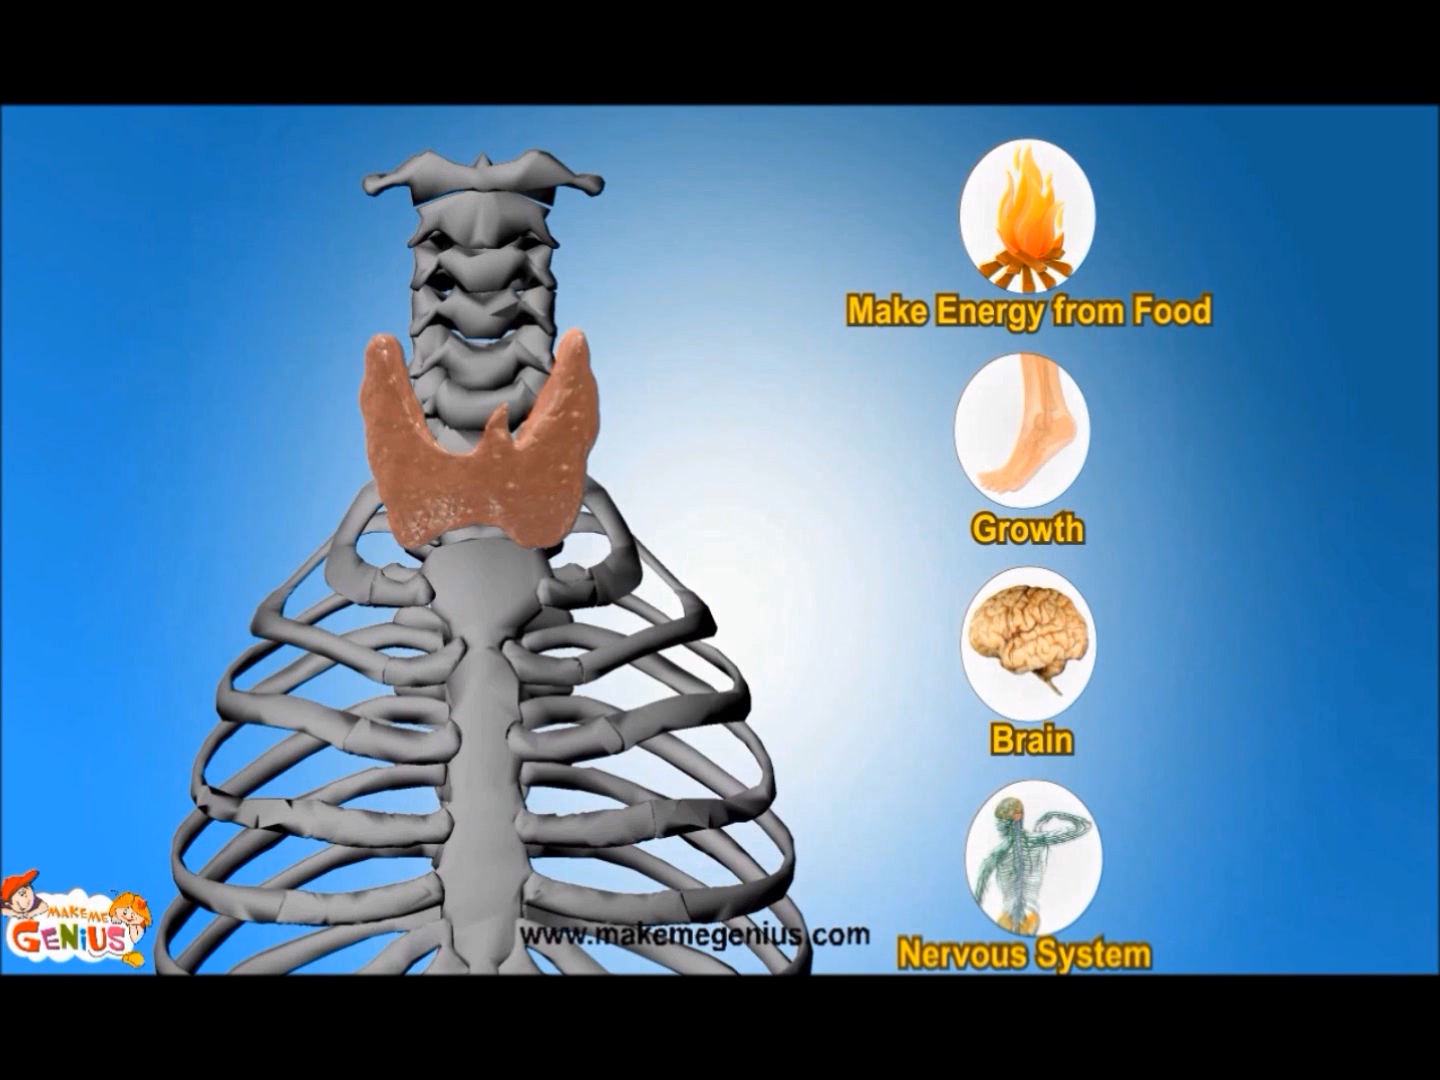 Make Energy from Food
Growth
Brain
Nervous System
www.makemegenius.com
MAKE ME
GENiUS